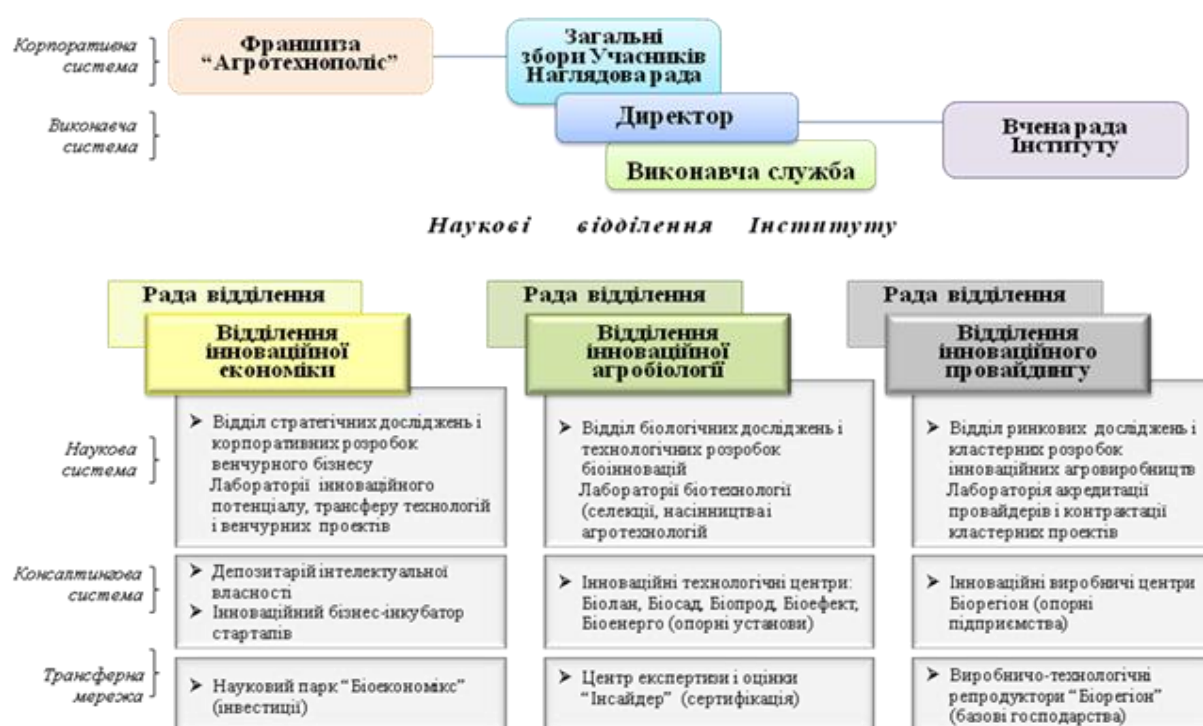 Корпоративна
система
Франшиза
“Агротехнополіс”
Загальні
збори Учасників
Наглядова рада
Виконавча
система
Директор
Вчена рада
Інституту
Виконавча служба
Наукові відділення Інституту
Рада відділення
Відділення
інноваційної
економіки
Рада відділення
Відділення
інноваційної
агробіології
Рада відділення
Відділення
інноваційного
провайдингу
Наукова
система
➤ Відділ стратегічних досліджень і
корпоративних розробок
венчурного бізнесу
Лабораторії інноваційного
потенціалу, трансферу технологій
і венчурних проектів
➤ Відділ біологічних досліджень і
технологічних розробок
біоінновацій
Лабораторії біотехнології
(селекції, насінництва і
агротехнологій
➤ Відділ ринкових досліджень і
кластерних розробок
інноваційних агровиробництв
Лабораторія акредитації
провайдерів і контрактації
кластерних проектів
Консалтингова
система
➤ Депозитарій інтелектуальної
власності
➤ Інноваційний бізнес-інкубатор
стартапів
➤ Інноваційні технологічні центри:
Біолан, Біосад, Біопрод, Біоефект,
Біоенерго (опорні установи)
➤ Інноваційні виробничі центри
Біорегіон (опорні
підприємства)
Трансферна
мережа
➤ Науковий парк “Біоекономікс”
(інвестиції)
➤ Центр експертизи і оцінки
“Інсайдер” (сертифікація)
➤ Виробничо-технологічні
репродуктори “Біорегіон”
(базові господарства)